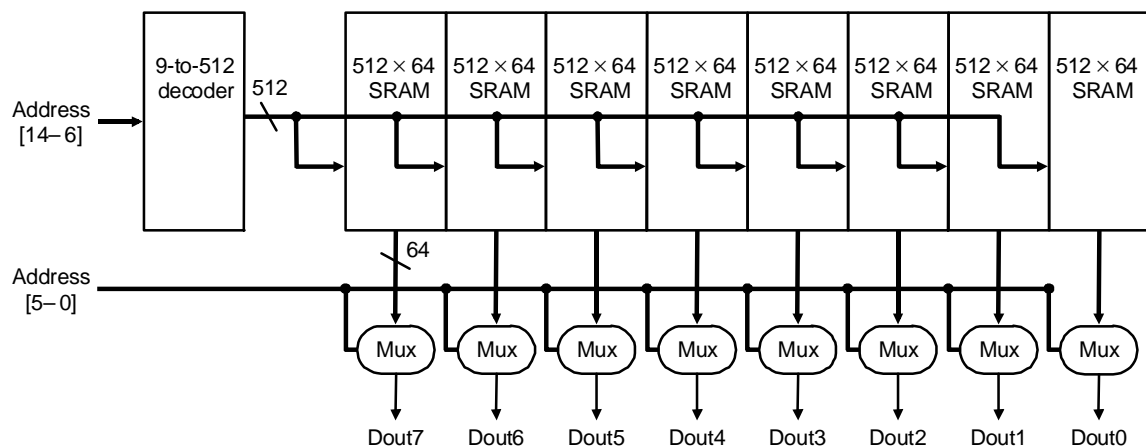 9-to-512
decoder
Address
[14–6]
512
512 × 64
SRAM
512 × 64
SRAM
512 × 64
SRAM
512 × 64
SRAM
512 × 64
SRAM
512 × 64
SRAM
512 × 64
SRAM
512 × 64
SRAM
64
Address
[5–0]
Mux Mux Mux Mux Mux Mux Mux Mux
Dout7 Dout6 Dout5 Dout4 Dout3 Dout2 Dout1 Dout0